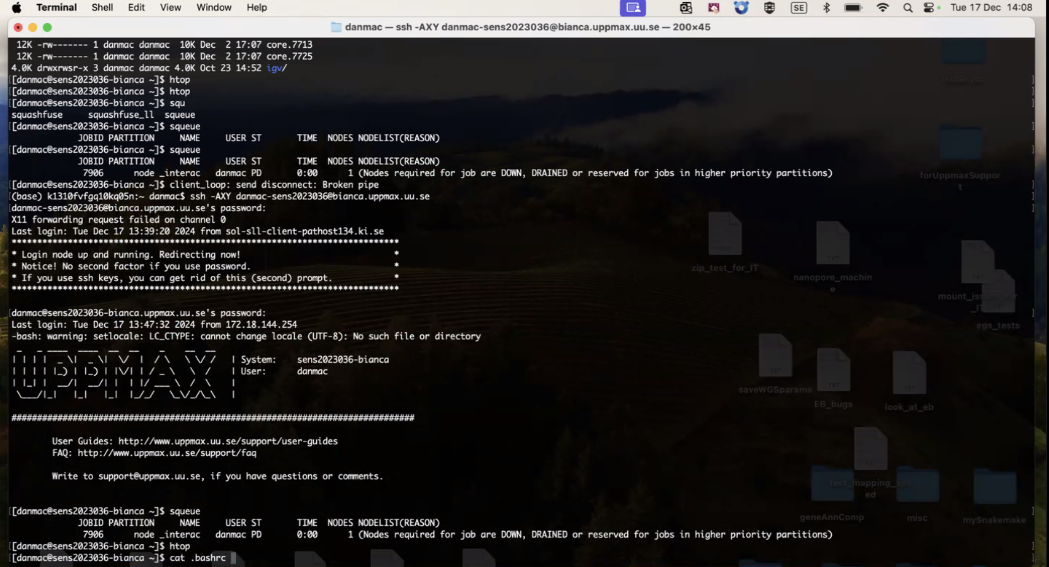 Terminal Shell Edit View Window Help SE Tue 17 Dec 14:08
danmac — ssh -AXY danmac-sens2023036@bianca.uppmax.uu.se — 200×45
12K -rw------- 1 danmac danmac 10K Dec 2 17:07 core.7713
12K -rw------- 1 danmac danmac 10K Dec 2 17:07 core.7725
4.0K drwxrwsr-x 3 danmac danmac 4.0K Oct 23 14:52 igv/
[danmac@sens2023036-bianca ~]$ htop
[danmac@sens2023036-bianca ~]$ htop
[danmac@sens2023036-bianca ~]$ squ
squashfuse squashfuse_ll squeue
[danmac@sens2023036-bianca ~]$ squeue
JOBID PARTITION NAME USER ST TIME NODES NODELIST(REASON)
[danmac@sens2023036-bianca ~]$ squeue
JOBID PARTITION NAME USER ST TIME NODES NODELIST(REASON)
7906 node _interac danmac PD 0:00 1 (Nodes required for job are DOWN, DRAINED or reserved for jobs in higher priority partitions)
[danmac@sens2023036-bianca ~]$ client_loop: send disconnect: Broken pipe
(base) k1310fvfgq10kq05n:~ danmac$ ssh -AXY danmac-sens2023036@bianca.uppmax.uu.se
danmac-sens2023036@bianca.uppmax.uu.se's password:
X11 forwarding request failed on channel 0
Last login: Tue Dec 17 13:39:20 2024 from sol-sll-client-pathost134.ki.se
* Login node up and running. Redirecting now! *
* Notice! No second factor if you use password. *
* If you use ssh keys, you can get rid of this (second) prompt. *
danmac@sens2023036-bianca.uppmax.uu.se's password:
Last login: Tue Dec 17 13:47:32 2024 from 172.18.144.254
-bash: warning: setlocale: LC_CTYPE: cannot change locale (UTF-8): No such file or directory
UPPMAX
| System: sens2023036-bianca
| User: danmac
User Guides: http://www.uppmax.uu.se/support/user-guides
FAQ: http://www.uppmax.uu.se/support/faq
Write to support@uppmax.uu.se, if you have questions or comments.
[danmac@sens2023036-bianca ~]$ squeue
JOBID PARTITION NAME USER ST TIME NODES NODELIST(REASON)
7906 node _interac danmac PD 0:00 1 (Nodes required for job are DOWN, DRAINED or reserved for jobs in higher priority partitions)
[danmac@sens2023036-bianca ~]$ htop
[danmac@sens2023036-bianca ~]$ cat .bashrc
forUppmaxSuppor
t
zip_test_for_IT
nanopore_machin
e
ega_tests
saveWGSparams
EB_bugs
look_at_eb
geneAnnComp
misc
mySnakemake